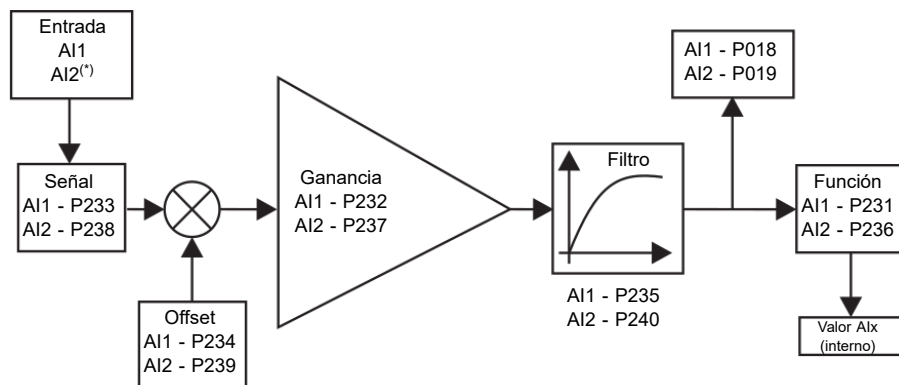 Entrada
AI1
AI2(*)
Señal
AI1 - P233
AI2 - P238
Offset
AI1 - P234
AI2 - P239
Ganancia
AI1 - P232
AI2 - P237
Filtro
AI1 - P235
AI2 - P240
AI1 - P018
AI2 - P019
Función
AI1 - P231
AI2 - P236
Valor AIx
(interno)